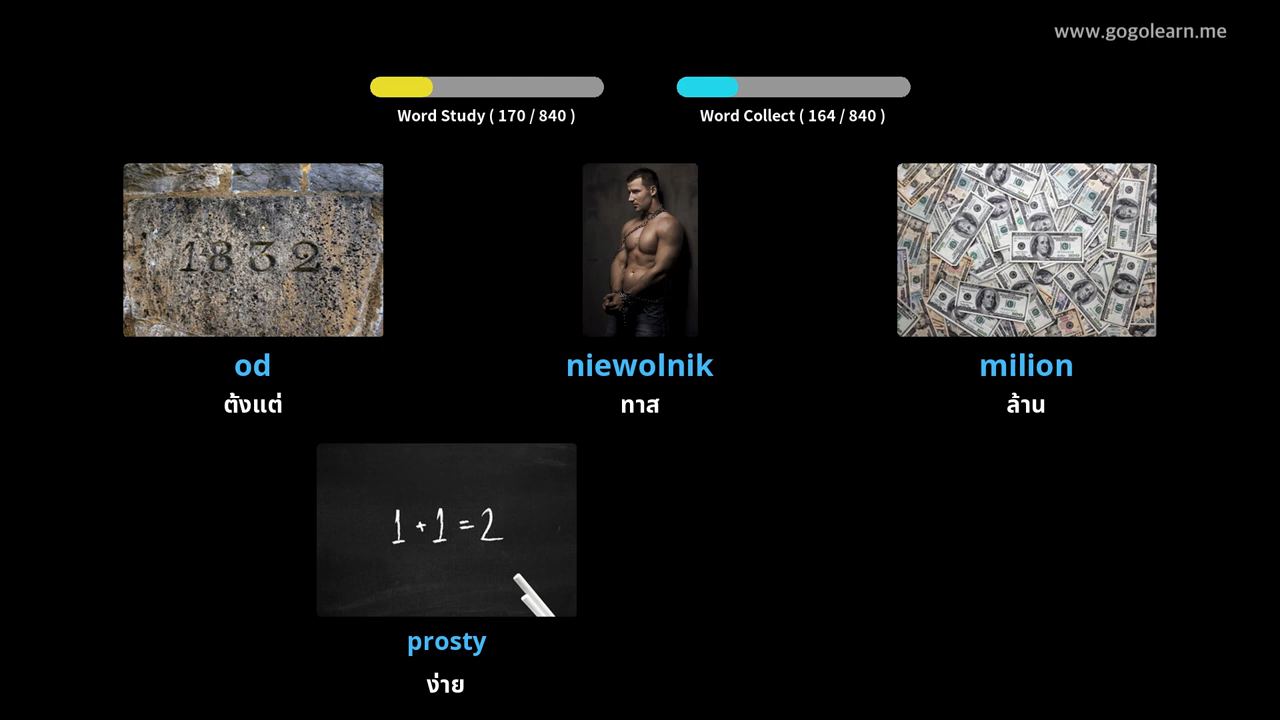 www.gogolearn.me
Word Study ( 170 / 840 )
Word Collect ( 164 / 840 )
1832
od
niewolnik
milion
ตั้งแต่
ทาส
ล้าน
1 + 1 = 2
prosty
ง่าย